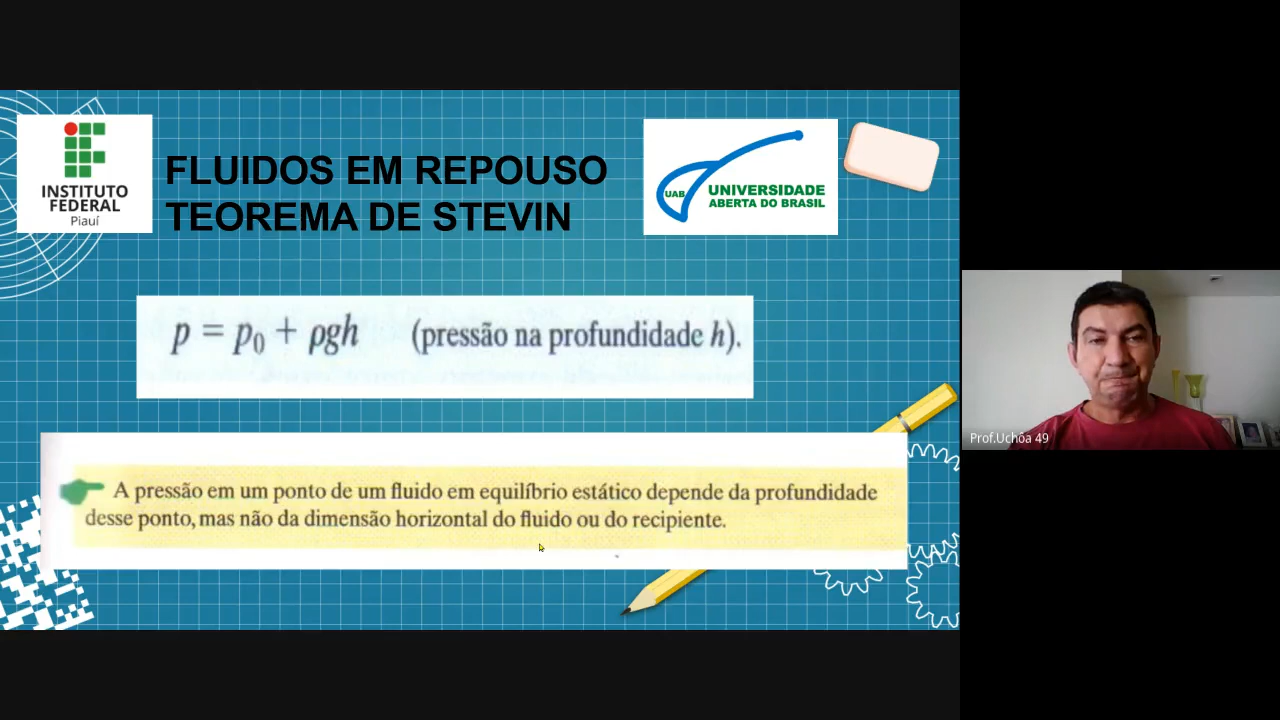 INSTITUTO
FEDERAL
Piauí
FLUIDOS EM REPOUSO
TEOREMA DE STEVIN
UAB
UNIVERSIDADE
ABERTA DO BRASIL
p = p₀ + ρgh (pressão na profundidade h).
A pressão em um ponto de um fluido em equilíbrio estático depende da profundidade
desse ponto, mas não da dimensão horizontal do fluido ou do recipiente.
Prof.Uchôa 49